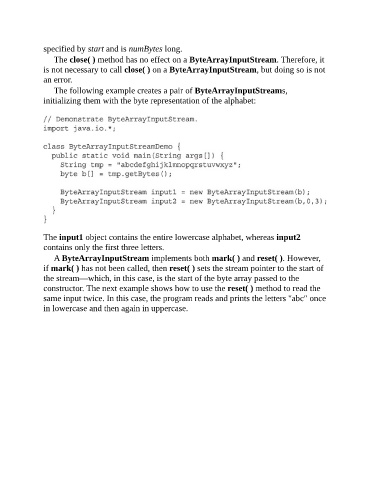 specified by start and is numBytes long.
The close( ) method has no effect on a ByteArrayInputStream. Therefore, it
is not necessary to call close( ) on a ByteArrayInputStream, but doing so is not
an error.
The following example creates a pair of ByteArrayInputStreams,
initializing them with the byte representation of the alphabet:
// Demonstrate ByteArrayInputStream.
import java.io.*;
class ByteArrayInputStreamDemo {
public static void main(String args[]) {
String tmp = "abcdefghijklmnopqrstuvwxyz";
byte b[] = tmp.getBytes();
ByteArrayInputStream input1 = new ByteArrayInputStream(b);
ByteArrayInputStream input2 = new ByteArrayInputStream(b,0,3);
}
}
The input1 object contains the entire lowercase alphabet, whereas input2
contains only the first three letters.
A ByteArrayInputStream implements both mark( ) and reset( ). However,
if mark( ) has not been called, then reset( ) sets the stream pointer to the start of
the stream—which, in this case, is the start of the byte array passed to the
constructor. The next example shows how to use the reset( ) method to read the
same input twice. In this case, the program reads and prints the letters "abc" once
in lowercase and then again in uppercase.